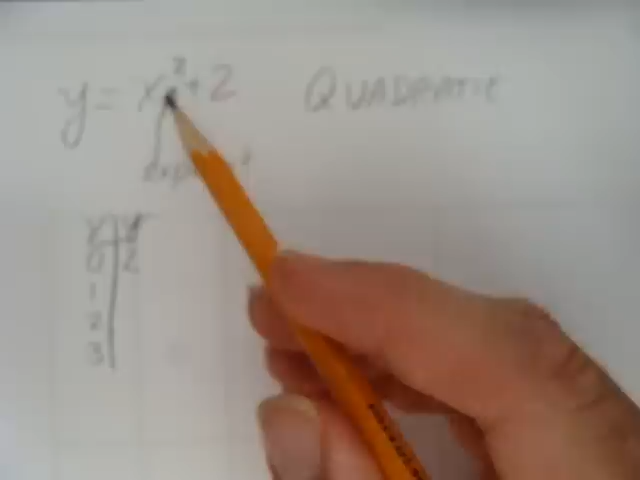 y = x² + 2 QUADRATIC
x y
0 2
1
2
3